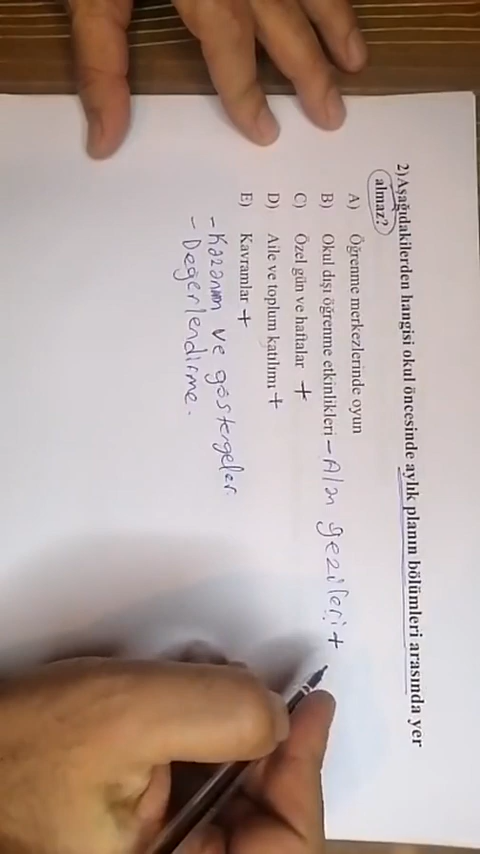 2) Aşağıdakilerden hangisi okul öncesinde aylık planın bölümleri arasında yer
almaz?
A) Öğrenme merkezlerinde oyun
B) Okul dışı öğrenme etkinlikleri - Alan gezileri +
C) Özel gün ve haftalar +
D) Aile ve toplum katılımı +
E) Kavramlar +
- Kazanım ve göstergeler
- Değerlendirme.